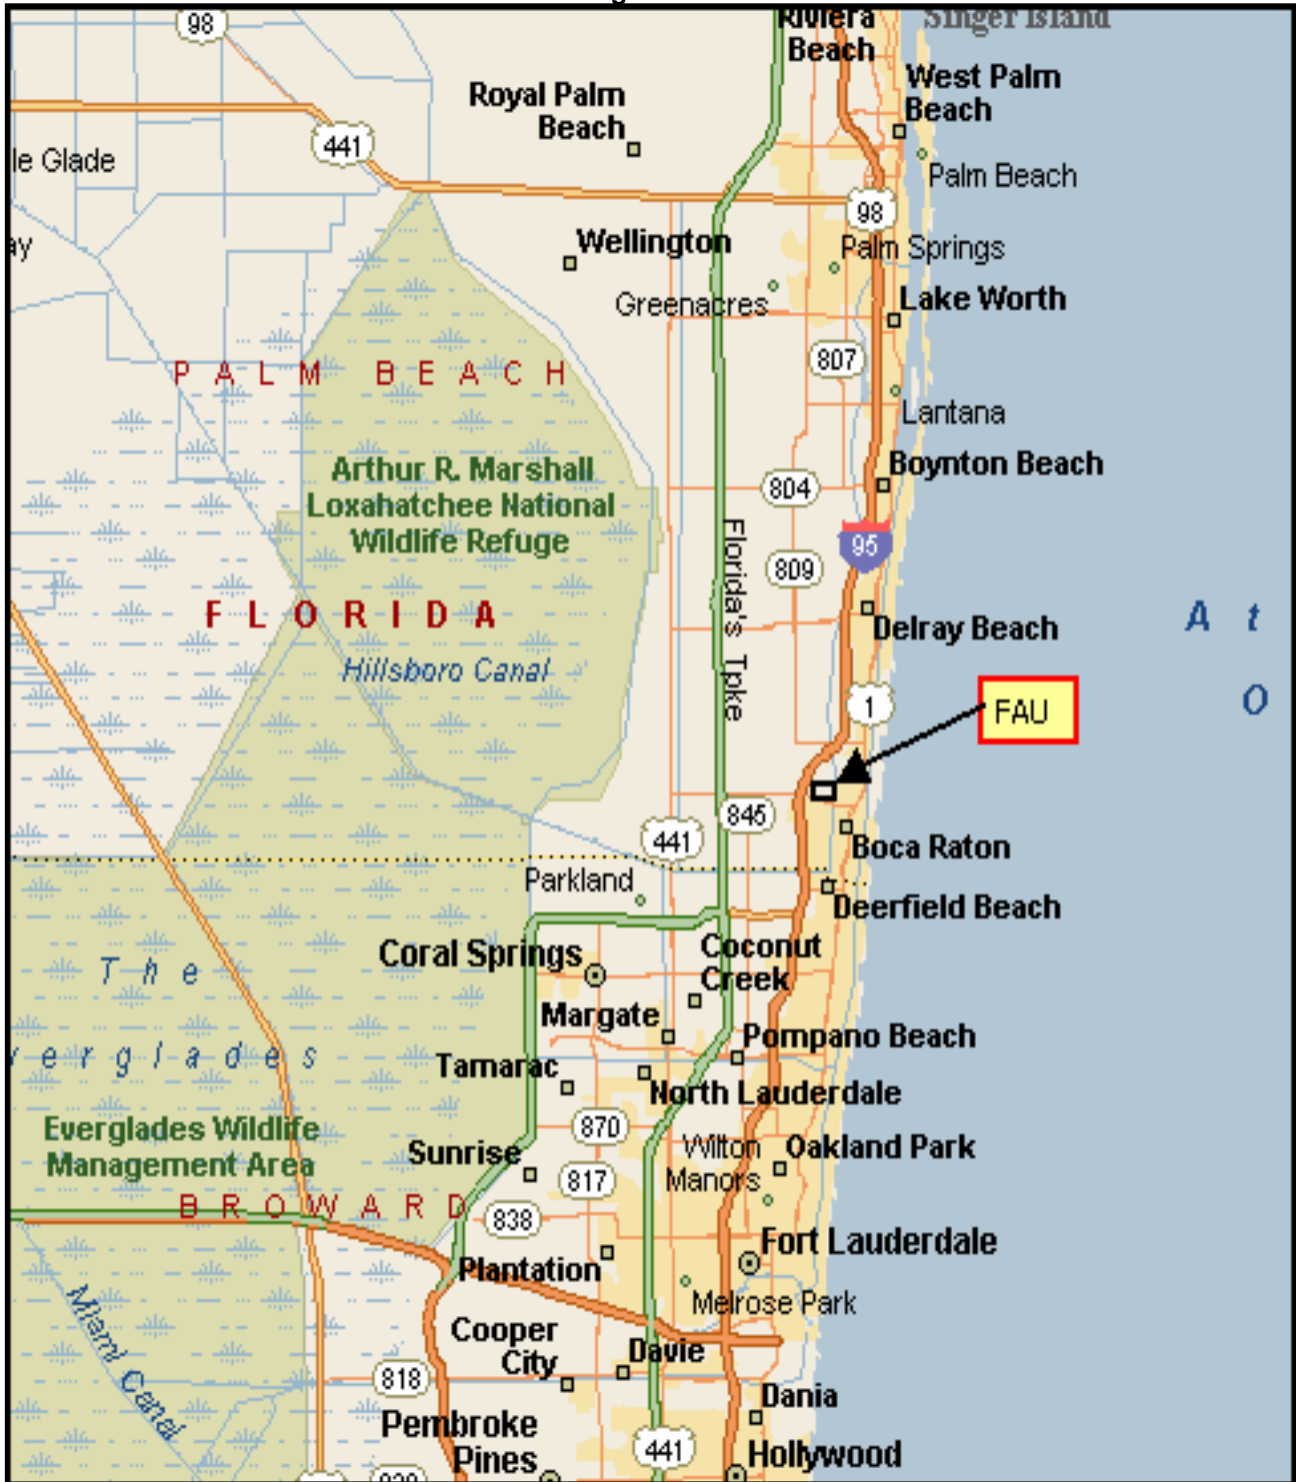 98
Riviera
Beach
Singer Island
West Palm
Beach
Royal Palm
Beach
441
le Glade
Palm Beach
98
ay
Wellington
Palm Springs
Greenacres
Lake Worth
807
PALM BEACH
Lantana
Arthur R. Marshall
Loxahatchee National
Wildlife Refuge
Boynton Beach
804
95
809
Florida's Tpke
FLORIDA
Delray Beach
A t
Hillsboro Canal
1
FAU
O
845
441
Boca Raton
Parkland
Deerfield Beach
Coral Springs
Coconut
Creek
The
Margate
Pompano Beach
verglades
Tamarac
North Lauderdale
Everglades Wildlife
Management Area
870
Wilton
Manors
Oakland Park
Sunrise
817
BROWARD
838
Fort Lauderdale
Plantation
Melrose Park
Miami Canal
Cooper
City
Davie
818
Dania
Pembroke
Pines
441
Hollywood